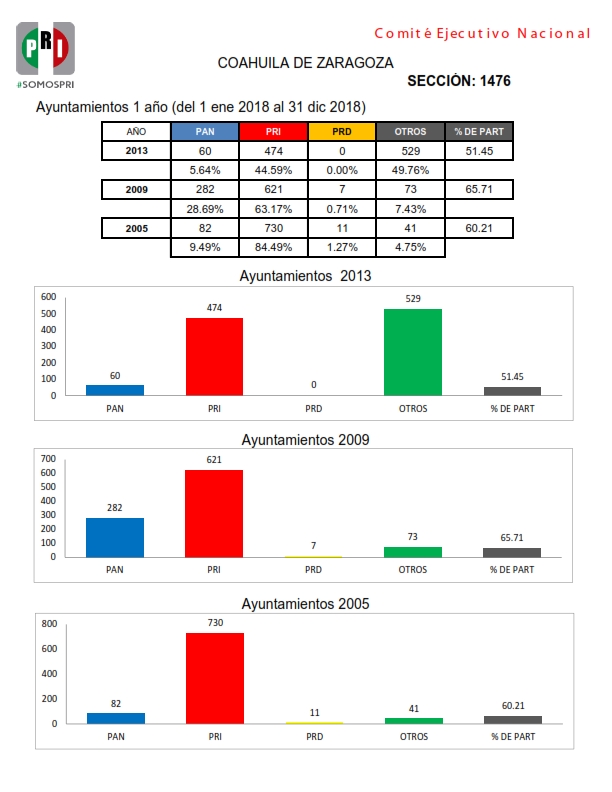 Comité Ejecutivo Nacional
PRI
#SOMOSPRI
COAHUILA DE ZARAGOZA
SECCIÓN: 1476
Ayuntamientos 1 año (del 1 ene 2018 al 31 dic 2018)
AÑO PAN PRI PRD OTROS % DE PART
2013 60 474 0 529 51.45
5.64% 44.59% 0.00% 49.76%
2009 282 621 7 73 65.71
28.69% 63.17% 0.71% 7.43%
2005 82 730 11 41 60.21
9.49% 84.49% 1.27% 4.75%
Ayuntamientos 2013
600
500
400
300
200
100
0
60 474 0 529 51.45
PAN PRI PRD OTROS % DE PART
Ayuntamientos 2009
700
600
500
400
300
200
100
0
282 621 7 73 65.71
PAN PRI PRD OTROS % DE PART
Ayuntamientos 2005
800
600
400
200
0
82 730 11 41 60.21
PAN PRI PRD OTROS % DE PART